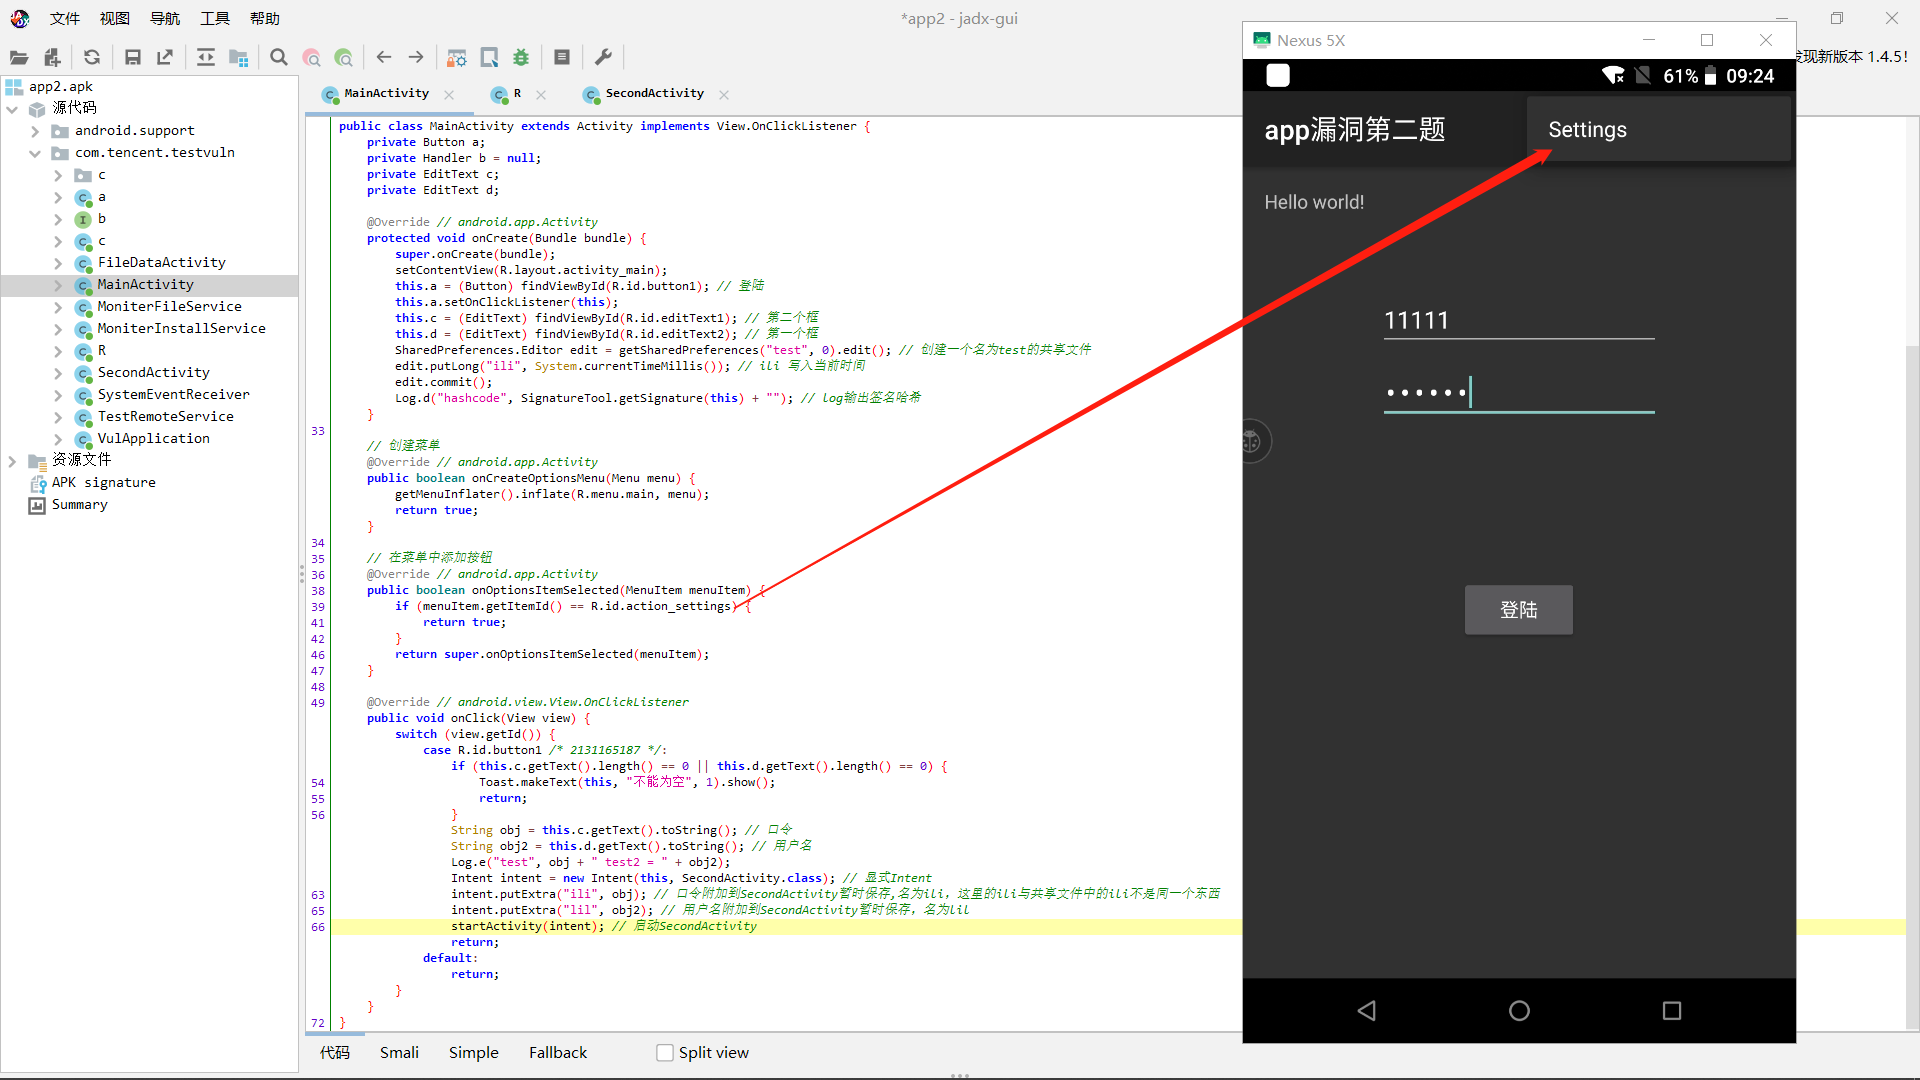 文件 视图 导航 工具 帮助
*app2 - jadx-gui
发现新版本 1.4.5!
app2.apk
源代码
android.support
com.tencent.testvuln
c
a
b
c
FileDataActivity
MainActivity
MoniterFileService
MoniterInstallService
R
SecondActivity
SystemEventReceiver
TestRemoteService
VulApplication
资源文件
APK signature
Summary
MainActivity
R
SecondActivity
public class MainActivity extends Activity implements View.OnClickListener {
private Button a;
private Handler b = null;
private EditText c;
private EditText d;
@Override // android.app.Activity
protected void onCreate(Bundle bundle) {
super.onCreate(bundle);
setContentView(R.layout.activity_main);
this.a = (Button) findViewById(R.id.button1); // 登陆
this.a.setOnClickListener(this);
this.c = (EditText) findViewById(R.id.editText1); // 第二个框
this.d = (EditText) findViewById(R.id.editText2); // 第一个框
SharedPreferences.Editor edit = getSharedPreferences("test", 0).edit(); // 创建一个名为test的共享文件
edit.putLong("ili", System.currentTimeMillis()); // ili 写入当前时间
edit.commit();
Log.d("hashcode", SignatureTool.getSignature(this) + ""); // log输出签名哈希
}
33
// 创建菜单
@Override // android.app.Activity
public boolean onCreateOptionsMenu(Menu menu) {
getMenuInflater().inflate(R.menu.main, menu);
return true;
}
34
35 // 在菜单中添加按钮
36 @Override // android.app.Activity
38 public boolean onOptionsItemSelected(MenuItem menuItem) {
39 if (menuItem.getItemId() == R.id.action_settings) {
41 return true;
42 }
46 return super.onOptionsItemSelected(menuItem);
47 }
48
49 @Override // android.view.View.OnClickListener
public void onClick(View view) {
switch (view.getId()) {
case R.id.button1 /* 2131165187 */:
if (this.c.getText().length() == 0 || this.d.getText().length() == 0) {
54 Toast.makeText(this, "不能为空", 1).show();
55 return;
56 }
String obj = this.c.getText().toString(); // 口令
String obj2 = this.d.getText().toString(); // 用户名
Log.e("test", obj + " test2 = " + obj2);
Intent intent = new Intent(this, SecondActivity.class); // 显式Intent
63 intent.putExtra("ili", obj); // 口令附加到SecondActivity暂时保存,名为ili，这里的ili与共享文件中的ili不是同一个东西
65 intent.putExtra("lil", obj2); // 用户名附加到SecondActivity暂时保存，名为lil
66 startActivity(intent); // 启动SecondActivity
return;
default:
return;
}
}
72 }
代码 Smali Simple Fallback Split view
Nexus 5X
61% 09:24
app漏洞第二题
Settings
Hello world!
11111
••••••
登陆